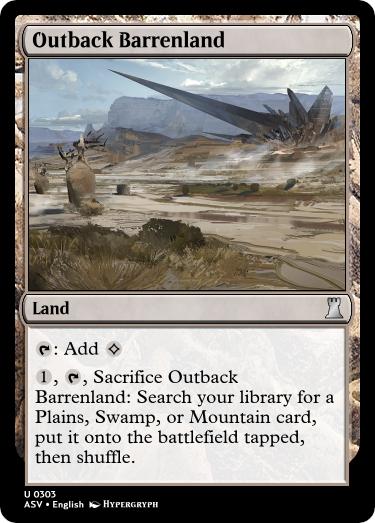 Outback Barrenland
Land
: Add
1, , Sacrifice Outback
Barrenland: Search your library for a
Plains, Swamp, or Mountain card,
put it onto the battlefield tapped,
then shuffle.
U 0303
ASV • English HYPERGRYPH